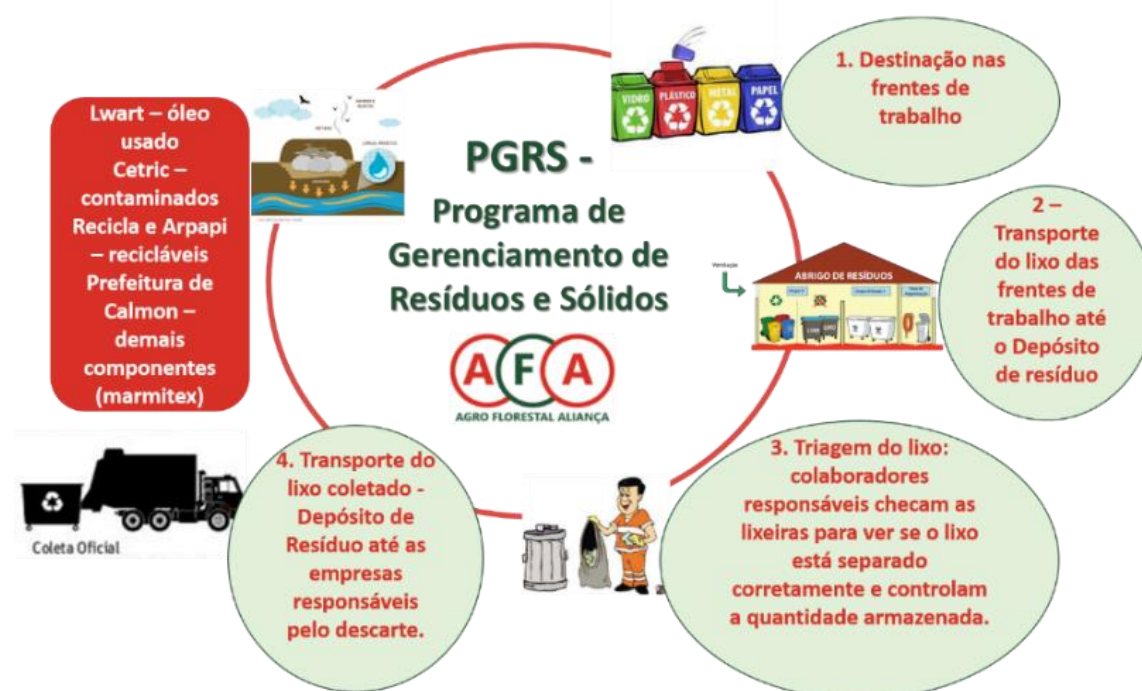 PGRS -
Programa de
Gerenciamento de
Resíduos e Sólidos
AFA
AGRO FLORESTAL ALIANÇA
VIDRO
PLÁSTICO
METAL
PAPEL
1. Destinação nas
frentes de
trabalho
Ventilação
ABRIGO DE RESÍDUOS
2 –
Transporte
do lixo das
frentes de
trabalho até
o Depósito
de resíduo
3. Triagem do lixo:
colaboradores
responsáveis checam as
lixeiras para ver se o lixo
está separado
corretamente e controlam
a quantidade armazenada.
4. Transporte do
lixo coletado -
Depósito de
Resíduo até as
empresas
responsáveis
pelo descarte.
Coleta Oficial
Lwart – óleo
usado
Cetric –
contaminados
Recicla e Arpapi
– recicláveis
Prefeitura de
Calmon –
demais
componentes
(marmitex)